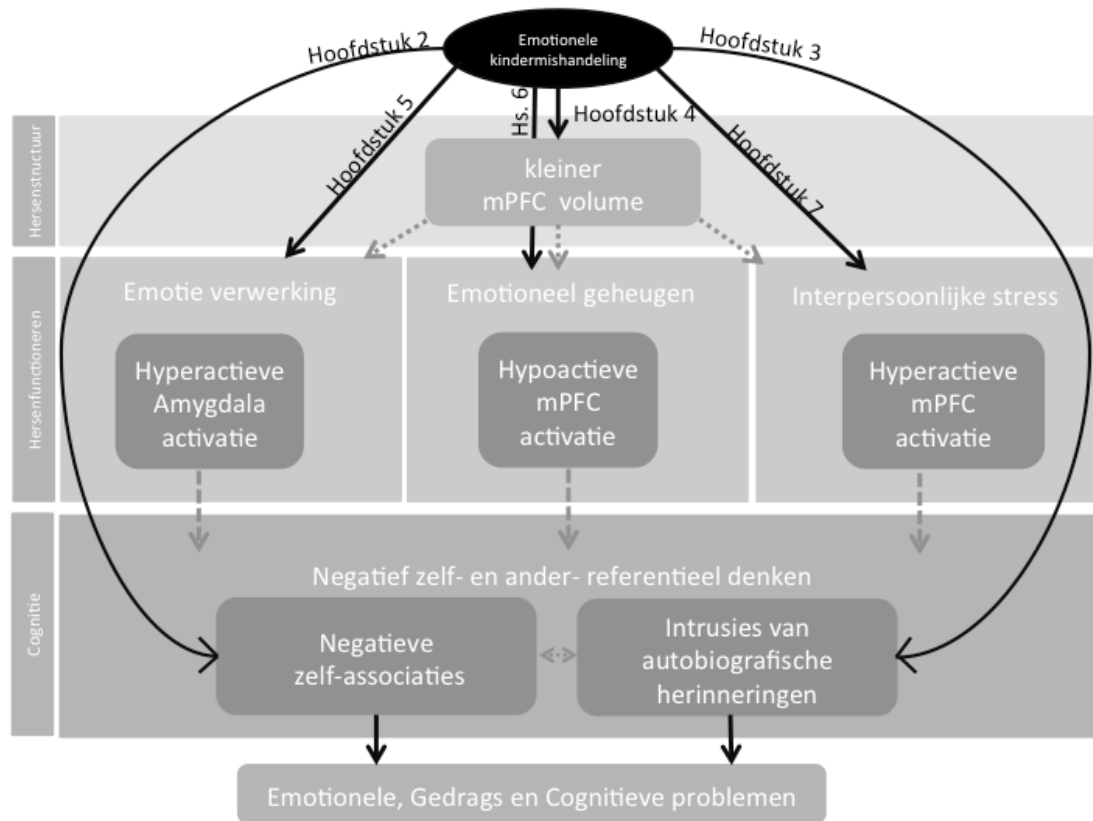 Emotionele
kindermishandeling
Hoofdstuk 2
Hoofdstuk 3
Hoofdstuk 5
Hs. 6
Hoofdstuk 4
Hoofdstuk 7
Hersenstructuur
kleiner
mPFC volume
Hersenfunctioneren
Emotie verwerking
Emotioneel geheugen
Interpersoonlijke stress
Hyperactieve
Amygdala
activatie
Hypoactieve
mPFC
activatie
Hyperactieve
mPFC
activatie
Cognitie
Negatief zelf- en ander- referentieel denken
Negatieve
zelf-associaties
Intrusies van
autobiografische
herinneringen
Emotionele, Gedrags en Cognitieve problemen